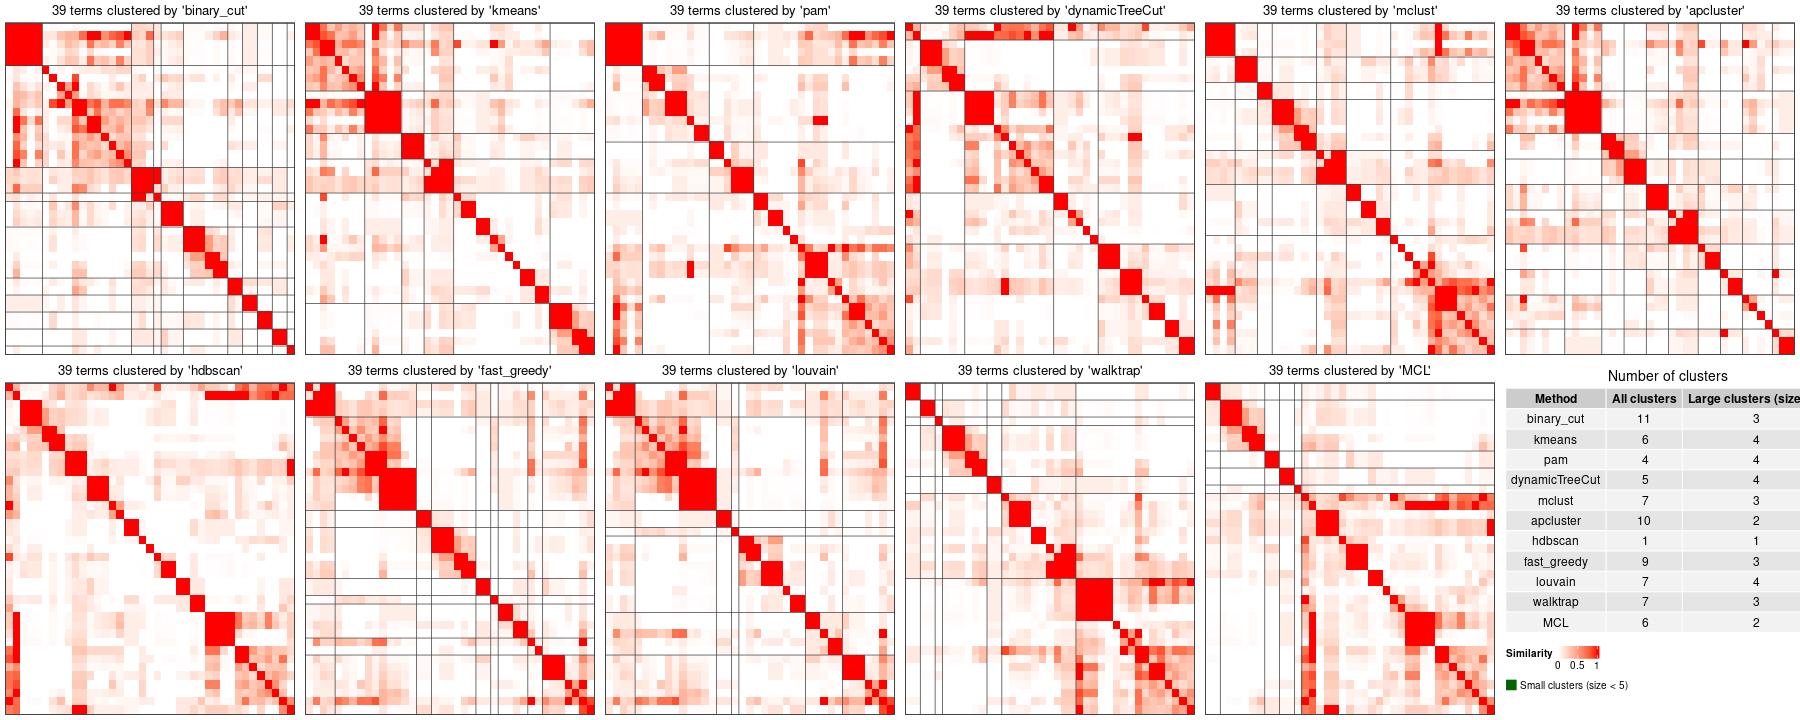 39 terms clustered by 'binary_cut'
39 terms clustered by 'kmeans'
39 terms clustered by 'pam'
39 terms clustered by 'dynamicTreeCut'
39 terms clustered by 'mclust'
39 terms clustered by 'apcluster'
39 terms clustered by 'hdbscan'
39 terms clustered by 'fast_greedy'
39 terms clustered by 'louvain'
39 terms clustered by 'walktrap'
39 terms clustered by 'MCL'
Number of clusters
Method All clusters Large clusters (size
binary_cut 11 3
kmeans 6 4
pam 4 4
dynamicTreeCut 5 4
mclust 7 3
apcluster 10 2
hdbscan 1 1
fast_greedy 9 3
louvain 7 4
walktrap 7 3
MCL 6 2
Similarity
0 0.5 1
Small clusters (size < 5)